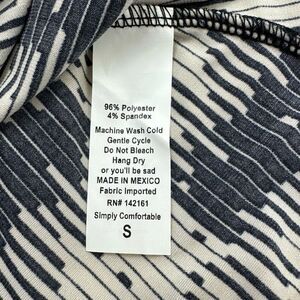 96% Polyester
4% Spandex
Machine Wash Cold
Gentle Cycle
Do Not Bleach
Hang Dry
or you'll be sad
MADE IN MEXICO
Fabric Imported
RN# 142161
Simply Comfortable
S